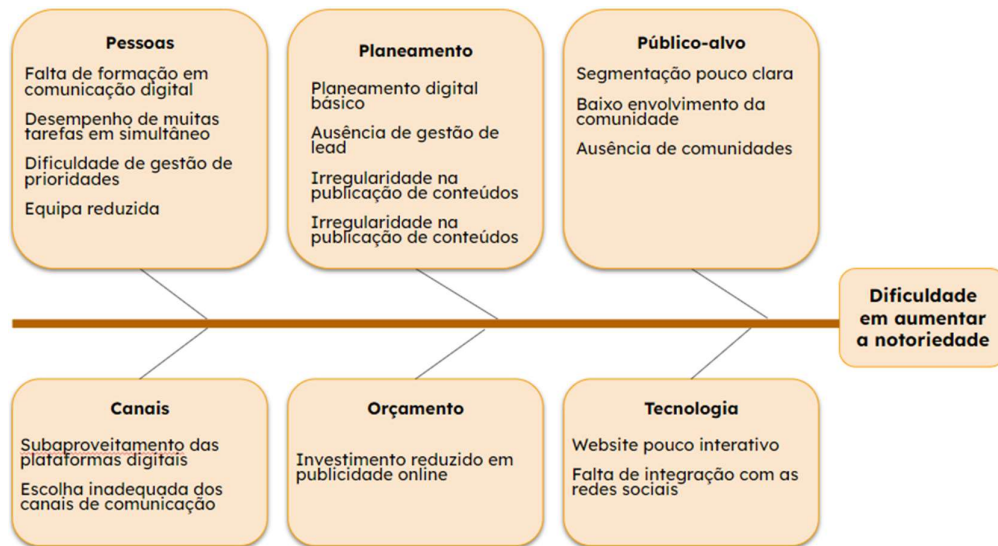 Pessoas
Falta de formação em
comunicação digital
Desempenho de muitas
tarefas em simultâneo
Dificuldade de gestão de
prioridades
Equipa reduzida
Planeamento
Planeamento digital
básico
Ausência de gestão de
lead
Irregularidade na
publicação de conteúdos
Irregularidade na
publicação de conteúdos
Público-alvo
Segmentação pouco clara
Baixo envolvimento da
comunidade
Ausência de comunidades
Dificuldade
em aumentar
a notoriedade
Canais
Subaproveitamento das
plataformas digitais
Escolha inadequada dos
canais de comunicação
Orçamento
Investimento reduzido em
publicidade online
Tecnologia
Website pouco interativo
Falta de integração com as
redes sociais